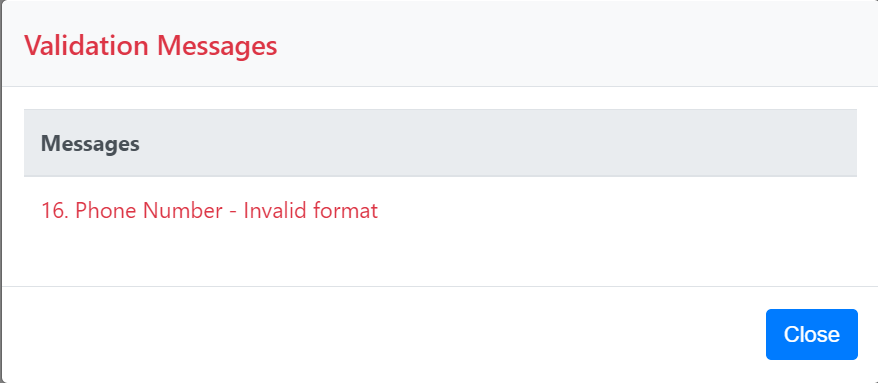 Validation Messages
Messages
16. Phone Number - Invalid format
Close